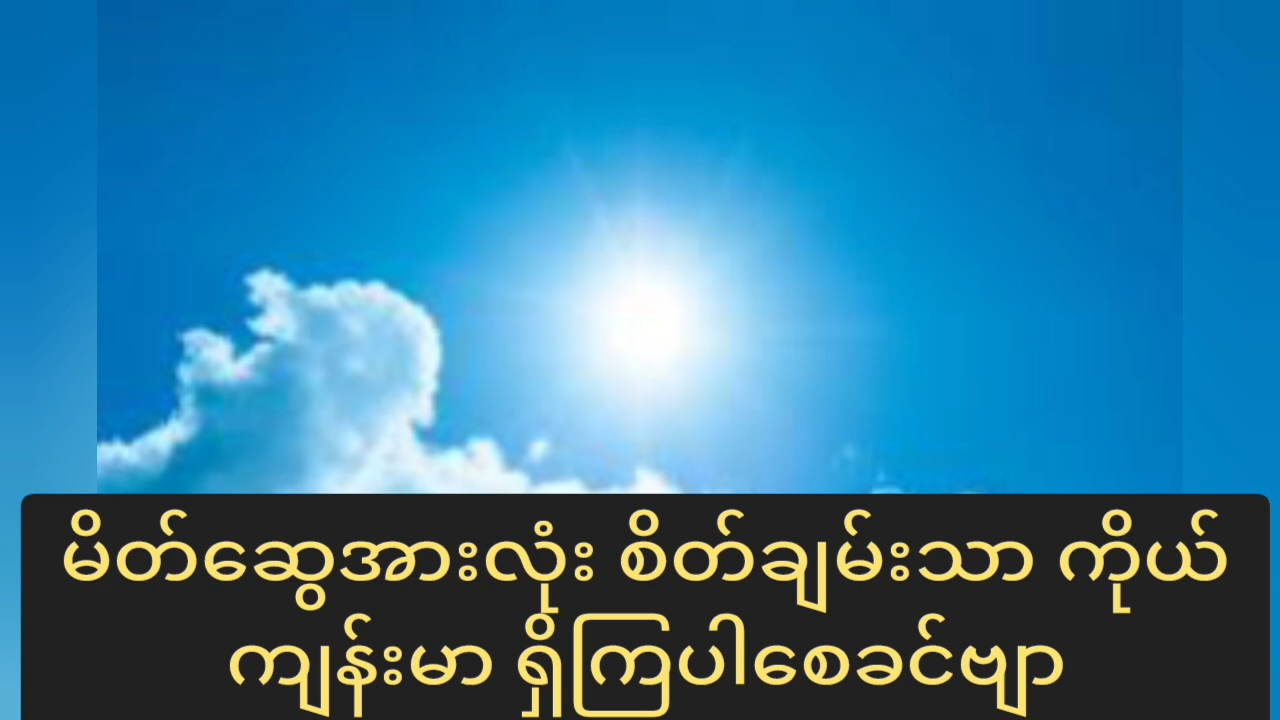 မိတ်ဆွေအားလုံး စိတ်ချမ်းသာ ကိုယ်
ကျန်းမာ ရှိကြပါစေခင်ဗျာ